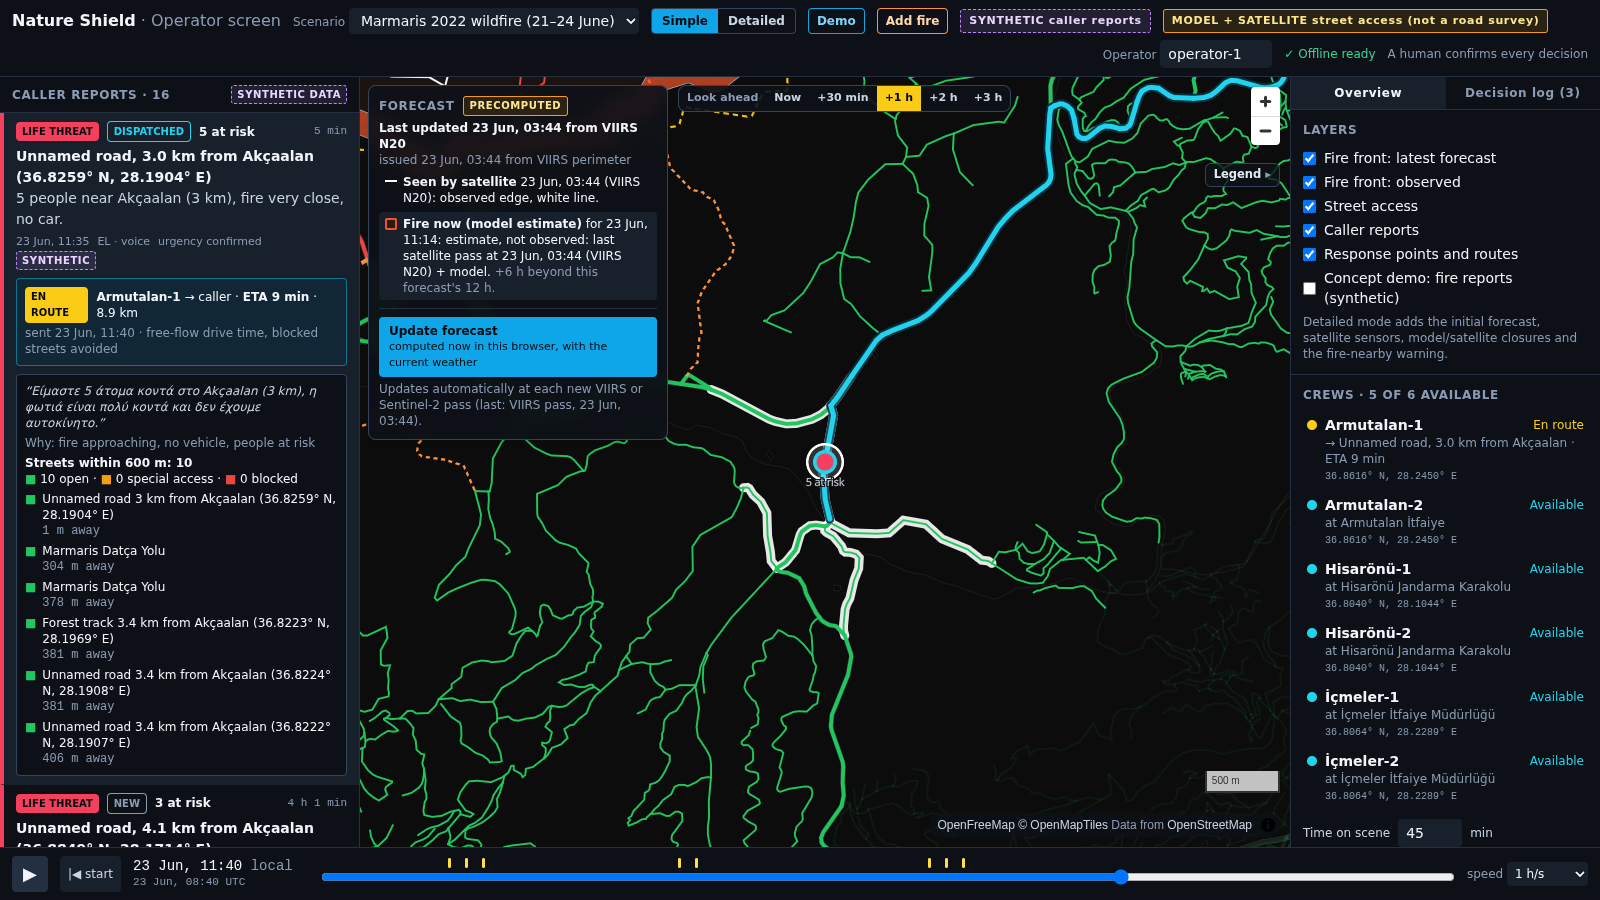 Nature Shield · Operator screen
Scenario Marmaris 2022 wildfire (21–24 June)
Simple Detailed Demo Add fire
SYNTHETIC caller reports
MODEL + SATELLITE street access (not a road survey)
Operator operator-1 ✓ Offline ready A human confirms every decision
CALLER REPORTS · 16 SYNTHETIC DATA
LIFE THREAT DISPATCHED 5 at risk 5 min
Unnamed road, 3.0 km from Akçaalan
(36.8259° N, 28.1904° E)
5 people near Akçaalan (3 km), fire very close,
no car.
23 Jun, 11:35 EL · voice urgency confirmed
SYNTHETIC
EN ROUTE Armutalan-1 → caller · ETA 9 min ·
8.9 km
sent 23 Jun, 11:40 · free-flow drive time, blocked
streets avoided
“Είμαστε 5 άτομα κοντά στο Akçaalan (3 km), η
φωτιά είναι πολύ κοντά και δεν έχουμε
αυτοκίνητο.”
Why: fire approaching, no vehicle, people at risk
Streets within 600 m: 10
10 open · 0 special access · 0 blocked
Unnamed road 3 km from Akçaalan (36.8259° N,
28.1904° E)
1 m away
Marmaris Datça Yolu
304 m away
Marmaris Datça Yolu
378 m away
Forest track 3.4 km from Akçaalan (36.8223° N,
28.1969° E)
381 m away
Unnamed road 3.4 km from Akçaalan (36.8224°
N, 28.1908° E)
381 m away
Unnamed road 3.4 km from Akçaalan (36.8222°
N, 28.1907° E)
406 m away
LIFE THREAT NEW 3 at risk 4 h 1 min
Unnamed road, 4.1 km from Akçaalan
FORECAST PRECOMPUTED
Last updated 23 Jun, 03:44 from VIIRS
N20
issued 23 Jun, 03:44 from VIIRS perimeter
Seen by satellite 23 Jun, 03:44 (VIIRS
N20): observed edge, white line.
Fire now (model estimate) for 23 Jun,
11:14: estimate, not observed: last
satellite pass at 23 Jun, 03:44 (VIIRS
N20) + model. +6 h beyond this
forecast's 12 h.
Update forecast
computed now in this browser, with the
current weather
Updates automatically at each new VIIRS or
Sentinel-2 pass (last: VIIRS pass, 23 Jun,
03:44).
Look ahead Now +30 min +1 h +2 h +3 h
+
−
Legend ▸
5 at risk
500 m
OpenFreeMap © OpenMapTiles Data from OpenStreetMap
Overview Decision log (3)
LAYERS
Fire front: latest forecast
Fire front: observed
Street access
Caller reports
Response points and routes
Concept demo: fire reports
(synthetic)
Detailed mode adds the initial forecast,
satellite sensors, model/satellite closures and
the fire-nearby warning.
CREWS · 5 OF 6 AVAILABLE
Armutalan-1 En route
→ Unnamed road, 3.0 km from Akçaalan ·
ETA 9 min
36.8616° N, 28.2450° E
Armutalan-2 Available
at Armutalan İtfaiye
36.8616° N, 28.2450° E
Hisarönü-1 Available
at Hisarönü Jandarma Karakolu
36.8040° N, 28.1044° E
Hisarönü-2 Available
at Hisarönü Jandarma Karakolu
36.8040° N, 28.1044° E
İçmeler-1 Available
at İçmeler İtfaiye Müdürlüğü
36.8064° N, 28.2289° E
İçmeler-2 Available
at İçmeler İtfaiye Müdürlüğü
36.8064° N, 28.2289° E
Time on scene 45 min
▶ |◀ start 23 Jun, 11:40 local
23 Jun, 08:40 UTC
speed 1 h/s